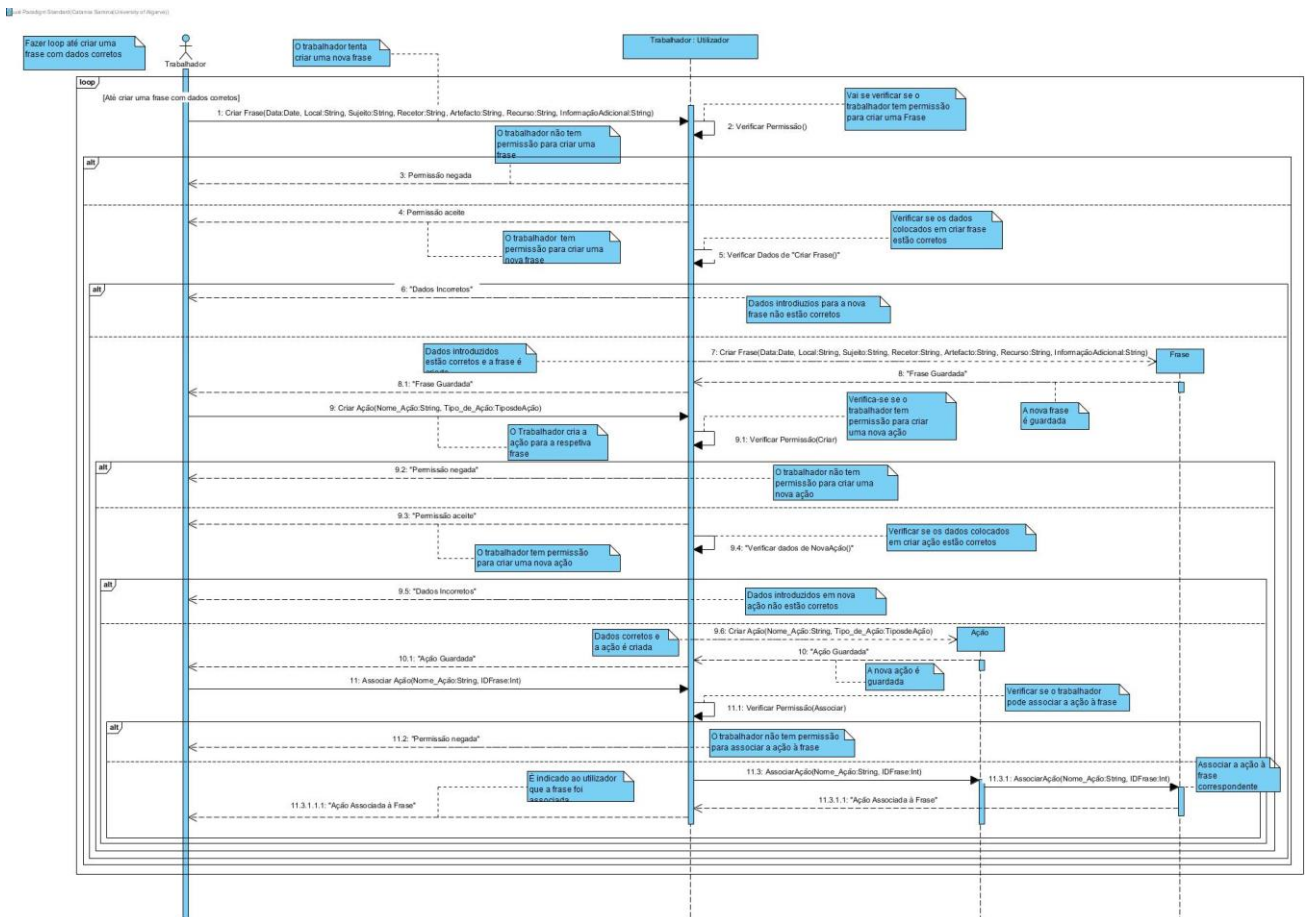 Visual Paradigm Standard(Catarina Santana(University of Algarve))
Fazer loop até criar uma
frase com dados corretos
Trabalhador
O trabalhador tenta
criar uma nova frase
Trabalhador : Utilizador
loop
[Até criar uma frase com dados corretos]
1: Criar Frase(Data:Date, Local:String, Sujeito:String, Recetor:String, Artefacto:String, Recurso:String, InformaçãoAdicional:String)
Vai se verificar se o
trabalhador tem permissão
para criar uma Frase
2: Verificar Permissão()
O trabalhador não tem
permissão para criar uma
frase
alt
3: Permissão negada
4: Permissão aceite
O trabalhador tem
permissão para criar uma
nova frase
Verificar se os dados
colocados em criar frase
estão corretos
5: Verificar Dados de "Criar Frase()"
alt
6: "Dados Incorretos"
Dados introdiuzios para a nova
frase não estão corretos
Dados introduzidos
estão corretos e a frase é
criada
7: Criar Frase(Data:Date, Local:String, Sujeito:String, Recetor:String, Artefacto:String, Recurso:String, InformaçãoAdicional:String)
Frase
8: "Frase Guardada"
8.1: "Frase Guardada"
A nova frase
é guardada
9: Criar Ação(Nome_Ação:String, Tipo_de_Ação:TiposdeAção)
Verifica-se se o
trabalhador tem
permissão para criar
uma nova ação
O Trabalhador cria a
ação para a respetiva
frase
9.1: Verificar Permissão(Criar)
alt
9.2: "Permissão negada"
O trabalhador não tem
permissão para criar uma
nova ação
9.3: "Permissão aceite"
O trabalhador tem permissão
para criar uma nova ação
Verificar se os dados colocados
em criar ação estão corretos
9.4: "Verificar dados de NovaAção()"
alt
9.5: "Dados Incorretos"
Dados introduzidos em nova
ação não estão corretos
Dados corretos e
a ação é criada
9.6: Criar Ação(Nome_Ação:String, Tipo_de_Ação:TiposdeAção)
Ação
10: "Ação Guardada"
10.1: "Ação Guardada"
A nova ação é
guardada
11: Associar Ação(Nome_Ação:String, IDFrase:Int)
Verificar se o trabalhador
pode associar a ação à frase
11.1: Verificar Permissão(Associar)
alt
11.2: "Permissão negada"
O trabalhador não tem permissão
para associar a ação à frase
É indicado ao utilizador
que a frase foi
associada
11.3: AssociarAção(Nome_Ação:String, IDFrase:Int)
11.3.1: AssociarAção(Nome_Ação:String, IDFrase:Int)
Associar a ação à
frase
correspondente
11.3.1.1: "Ação Associada à Frase"
11.3.1.1.1: "Ação Associada à Frase"